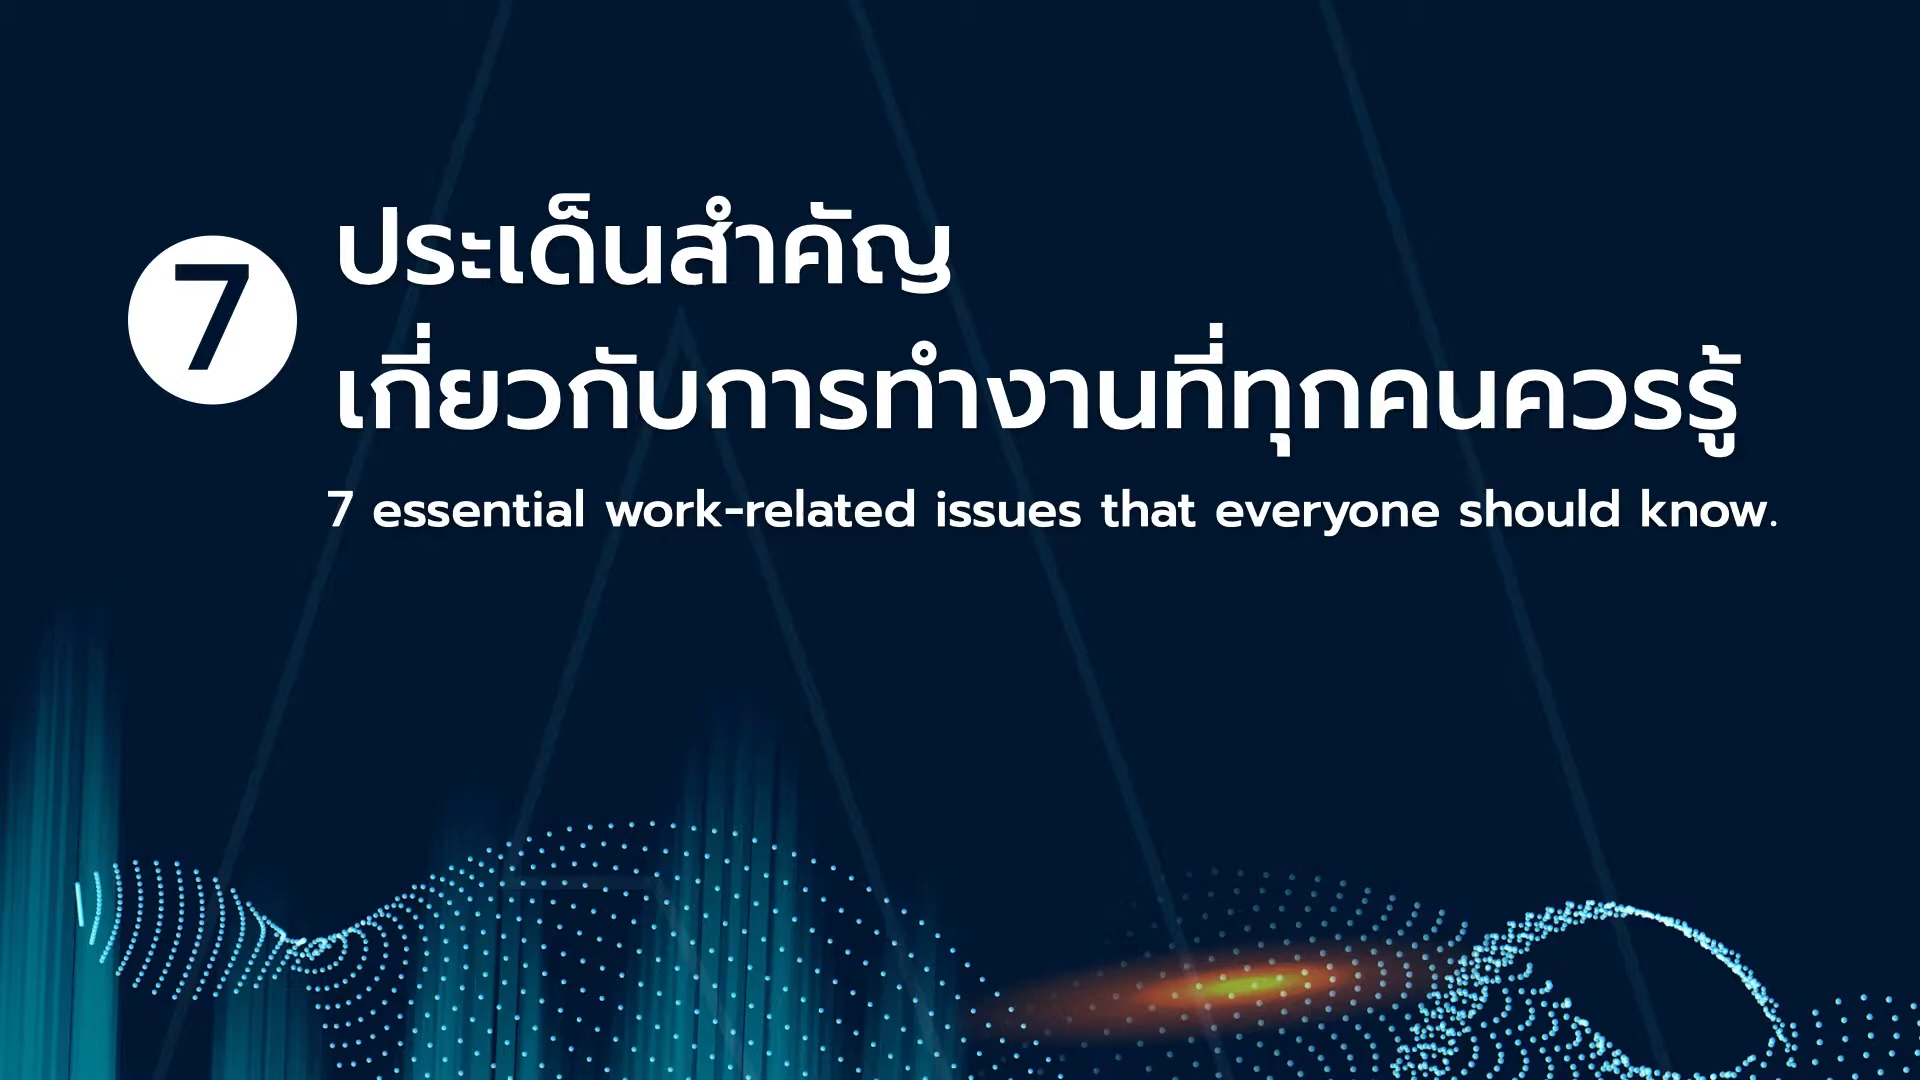 7
ประเด็นสำคัญ
เกี่ยวกับการทำงานที่ทุกคนควรรู้
7 essential work-related issues that everyone should know.